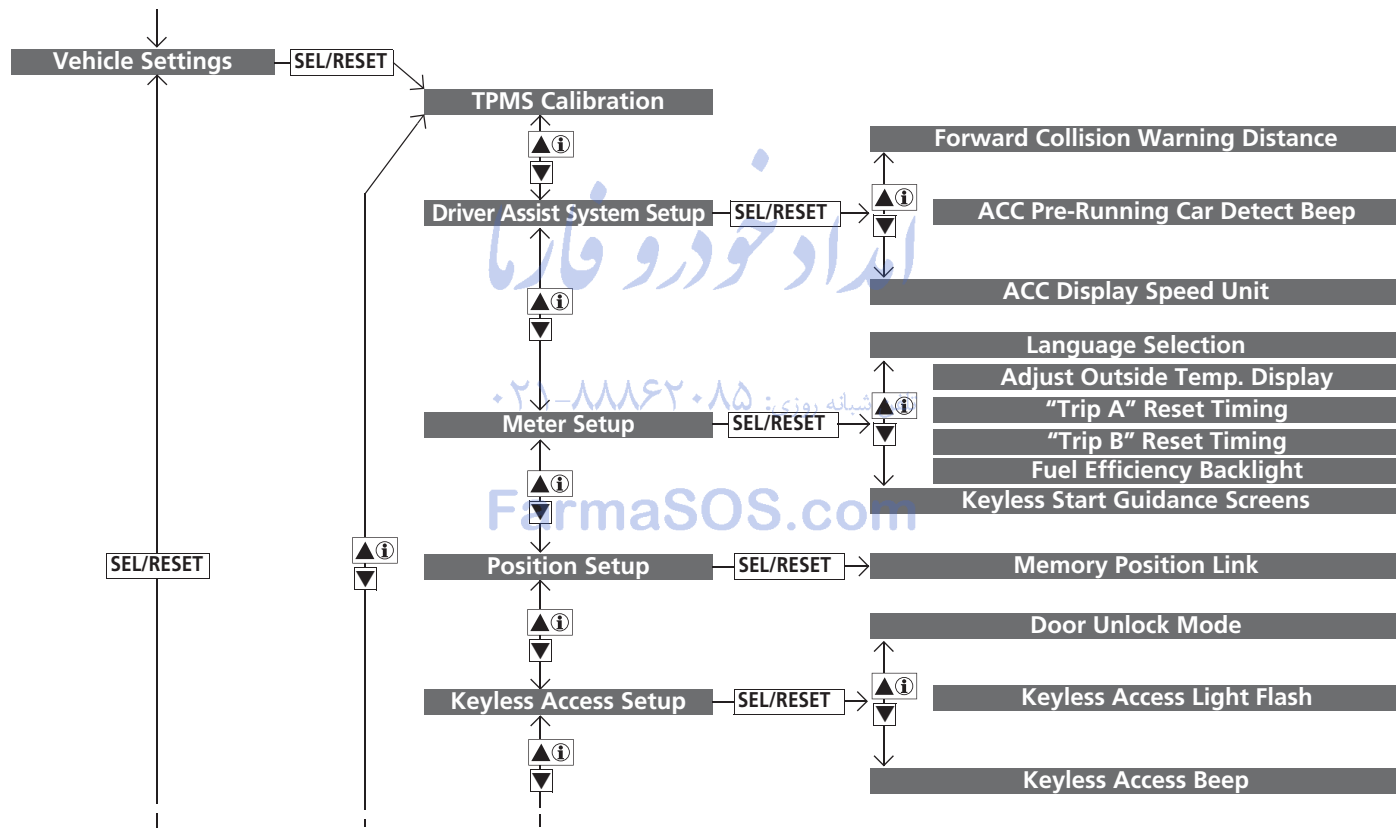 Vehicle Settings
SEL/RESET
TPMS Calibration
Forward Collision Warning Distance
Driver Assist System Setup
SEL/RESET
ACC Pre-Running Car Detect Beep
امداد خودرو فارما
ACC Display Speed Unit
Language Selection
Adjust Outside Temp. Display
تلفن شبانه روزی: ۰۲۱-۸۸۸۶۲۰۸۵
“Trip A” Reset Timing
Meter Setup
SEL/RESET
“Trip B” Reset Timing
Fuel Efficiency Backlight
Keyless Start Guidance Screens
FarmaSOS.com
SEL/RESET
Position Setup
SEL/RESET
Memory Position Link
Door Unlock Mode
Keyless Access Setup
SEL/RESET
Keyless Access Light Flash
Keyless Access Beep